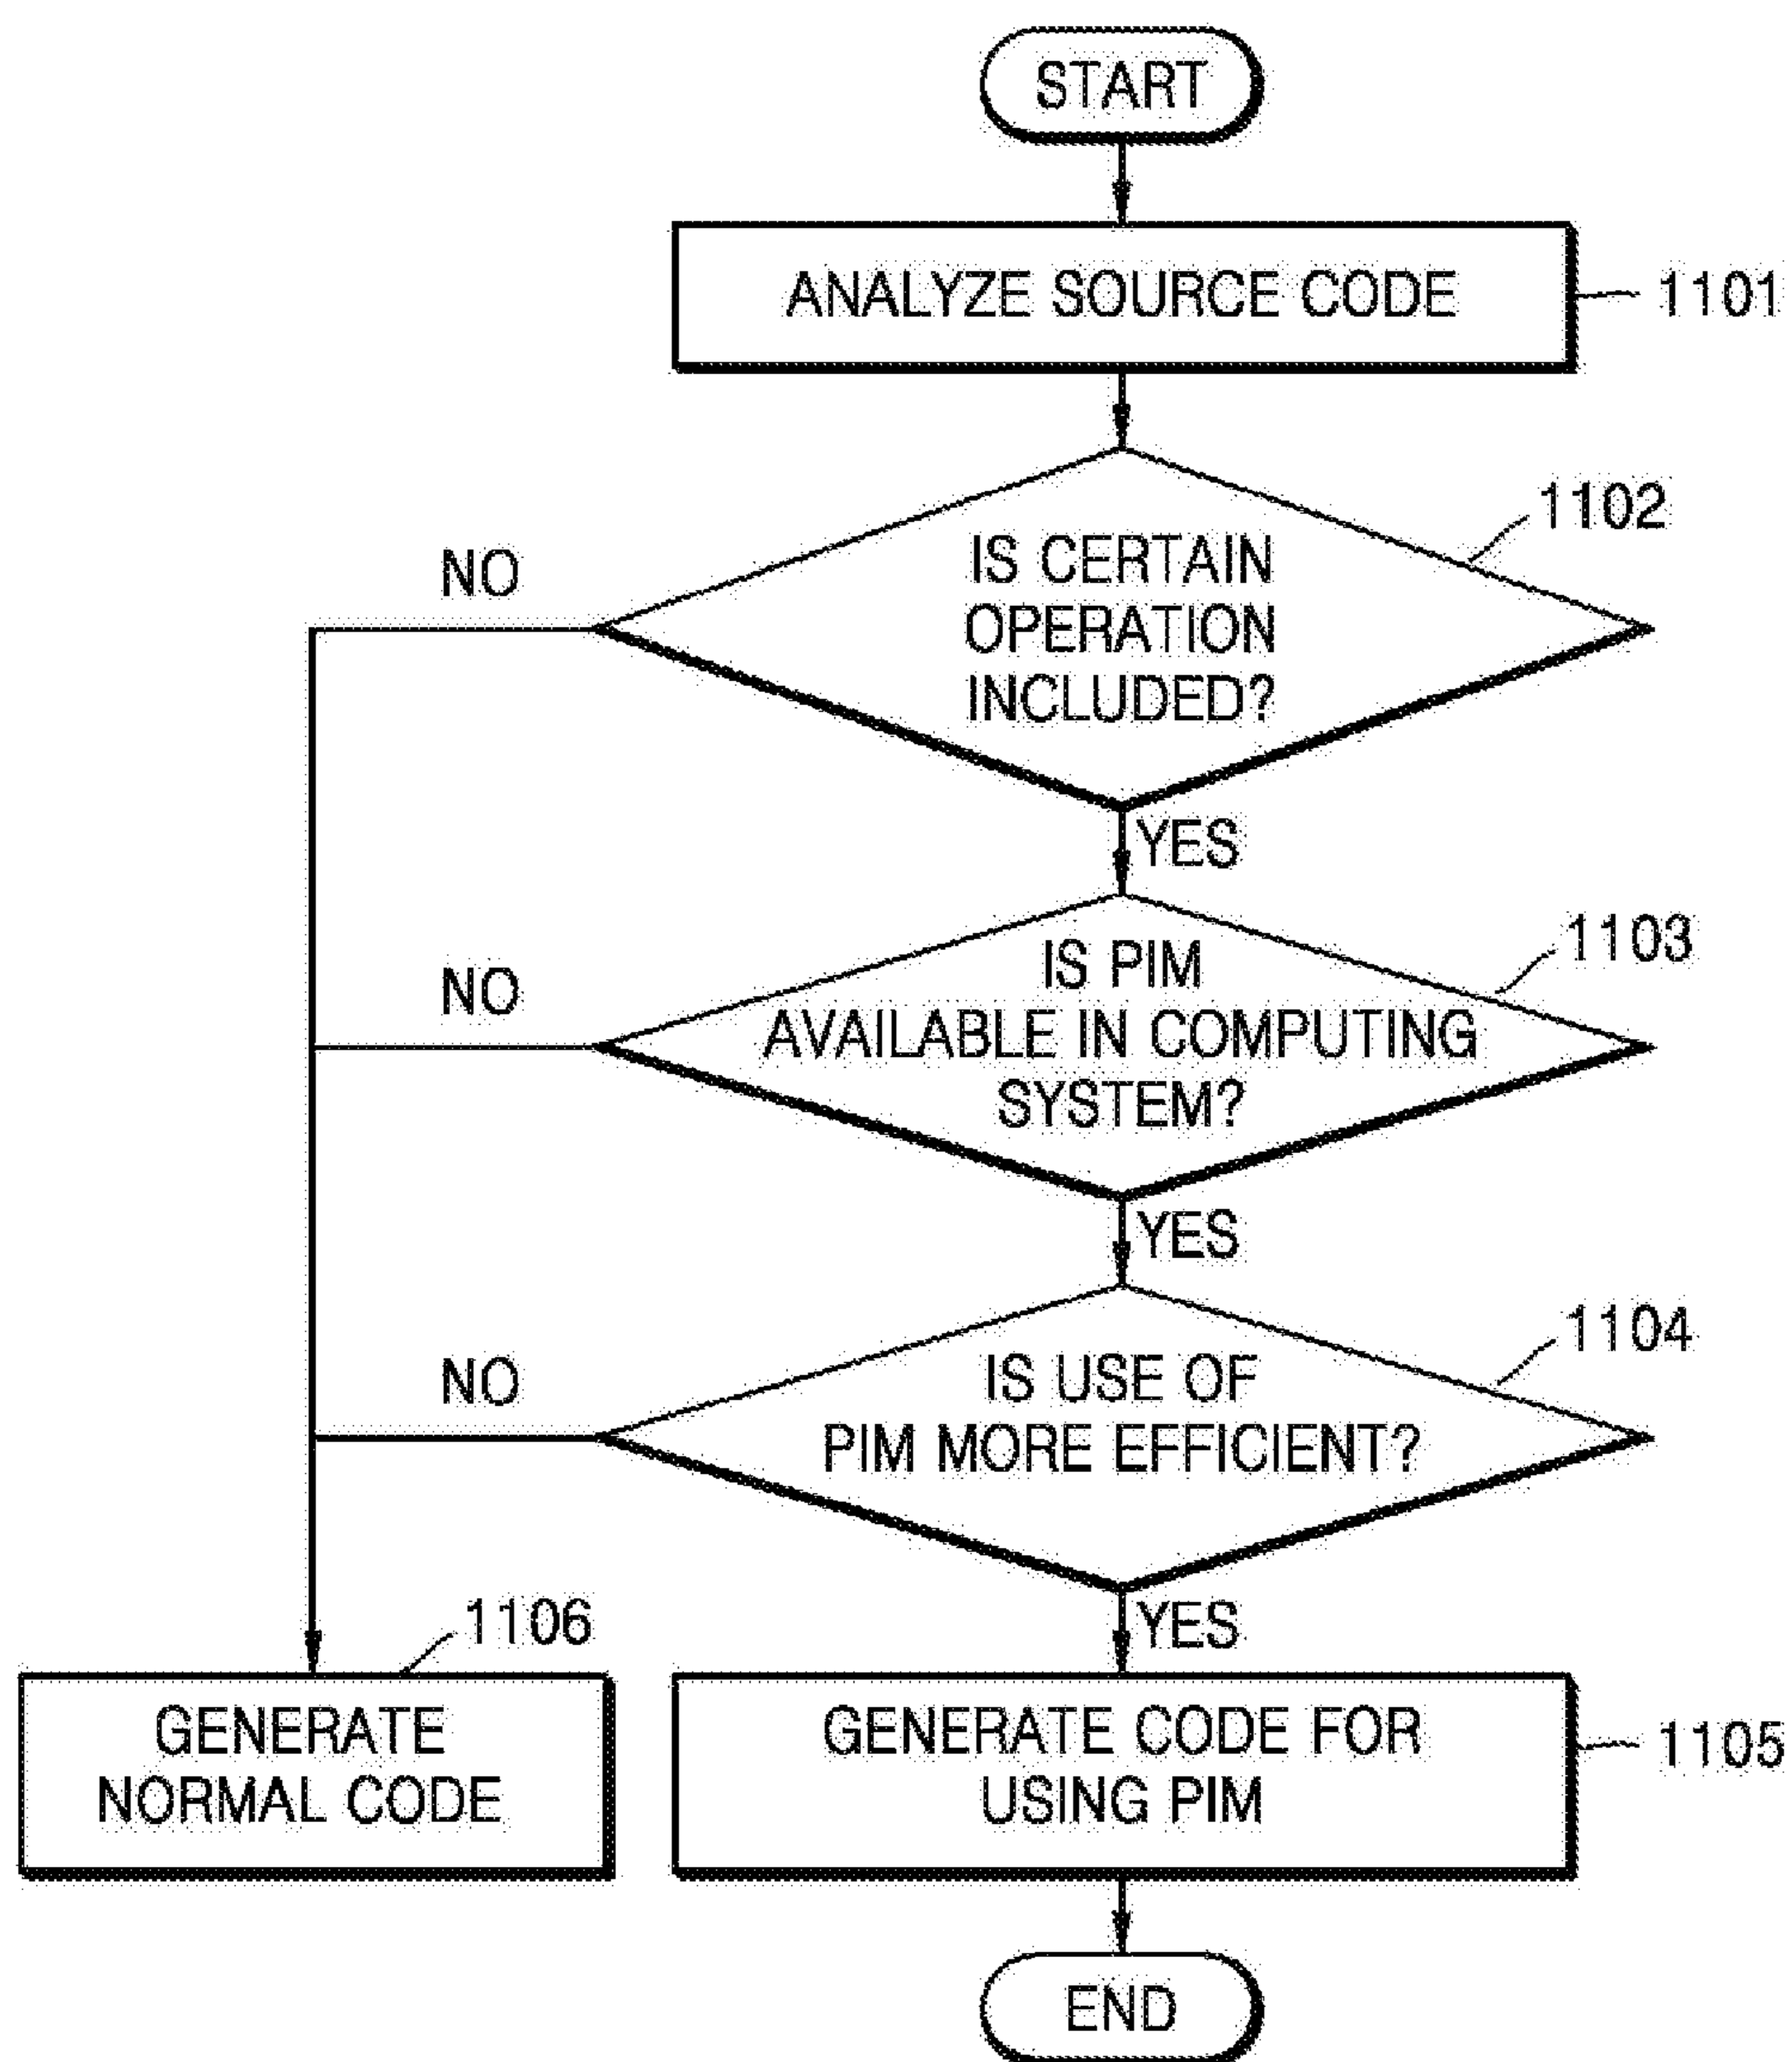 START
ANALYZE SOURCE CODE
1101
1102
IS CERTAIN
OPERATION
INCLUDED?
NO
YES
1103
IS PIM
AVAILABLE IN COMPUTING
SYSTEM?
NO
YES
1104
IS USE OF
PIM MORE EFFICIENT?
NO
YES
1106
GENERATE
NORMAL CODE
GENERATE CODE FOR
USING PIM
1105
END